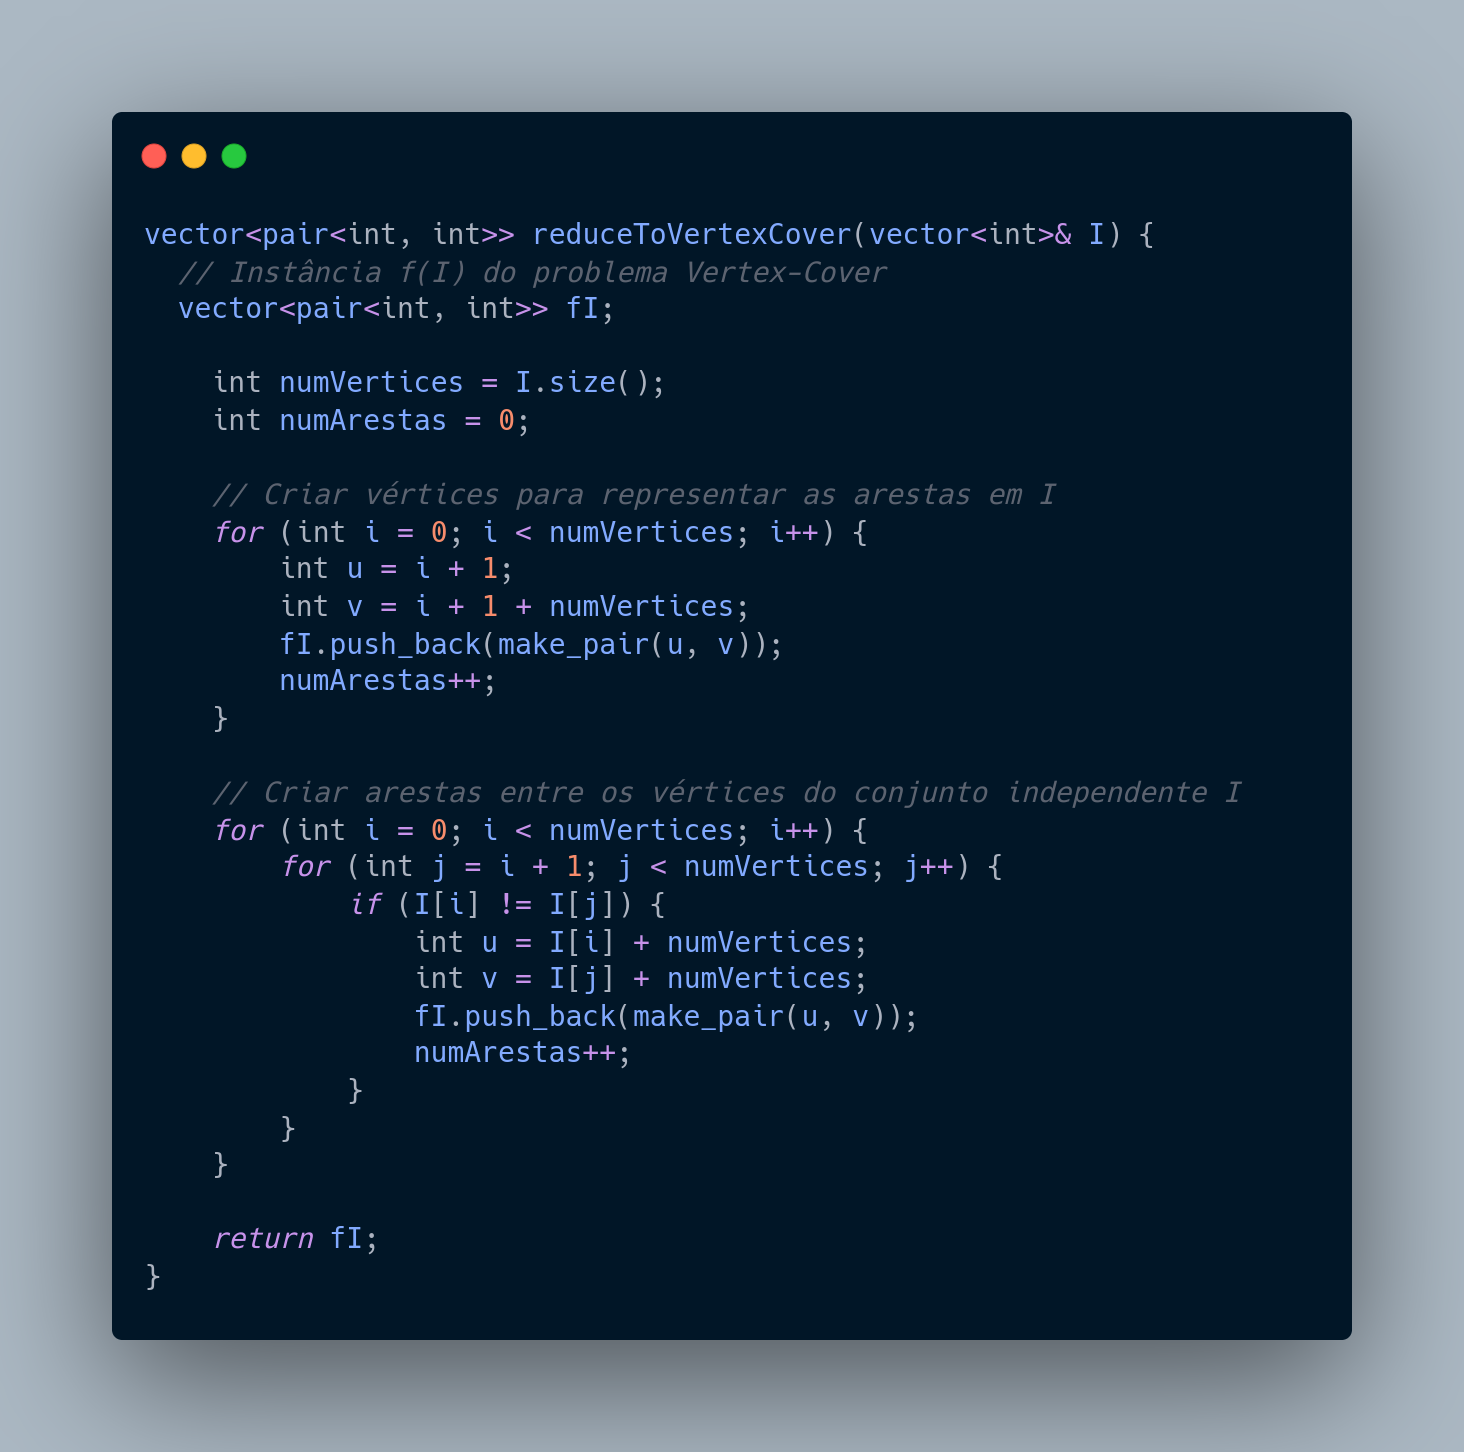 vector<pair<int, int>> reduceToVertexCover(vector<int>& I) {
  // Instância f(I) do problema Vertex-Cover
  vector<pair<int, int>> fI;

    int numVertices = I.size();
    int numArestas = 0;

    // Criar vértices para representar as arestas em I
    for (int i = 0; i < numVertices; i++) {
        int u = i + 1;
        int v = i + 1 + numVertices;
        fI.push_back(make_pair(u, v));
        numArestas++;
    }

    // Criar arestas entre os vértices do conjunto independente I
    for (int i = 0; i < numVertices; i++) {
        for (int j = i + 1; j < numVertices; j++) {
            if (I[i] != I[j]) {
                int u = I[i] + numVertices;
                int v = I[j] + numVertices;
                fI.push_back(make_pair(u, v));
                numArestas++;
            }
        }
    }

    return fI;
}